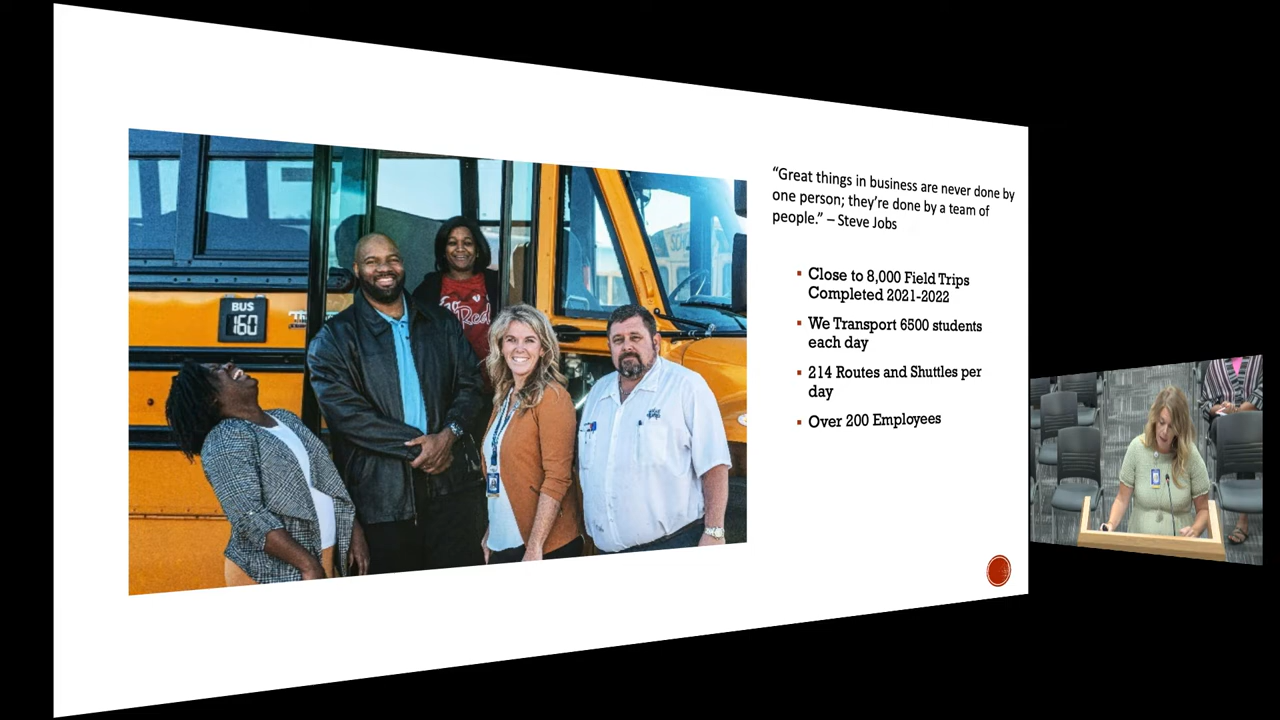 “Great things in business are never done by
one person; they’re done by a team of
people.” – Steve Jobs
▪ Close to 8,000 Field Trips
Completed 2021-2022
▪ We Transport 6500 students
each day
▪ 214 Routes and Shuttles per
day
▪ Over 200 Employees
BUS
160
Red